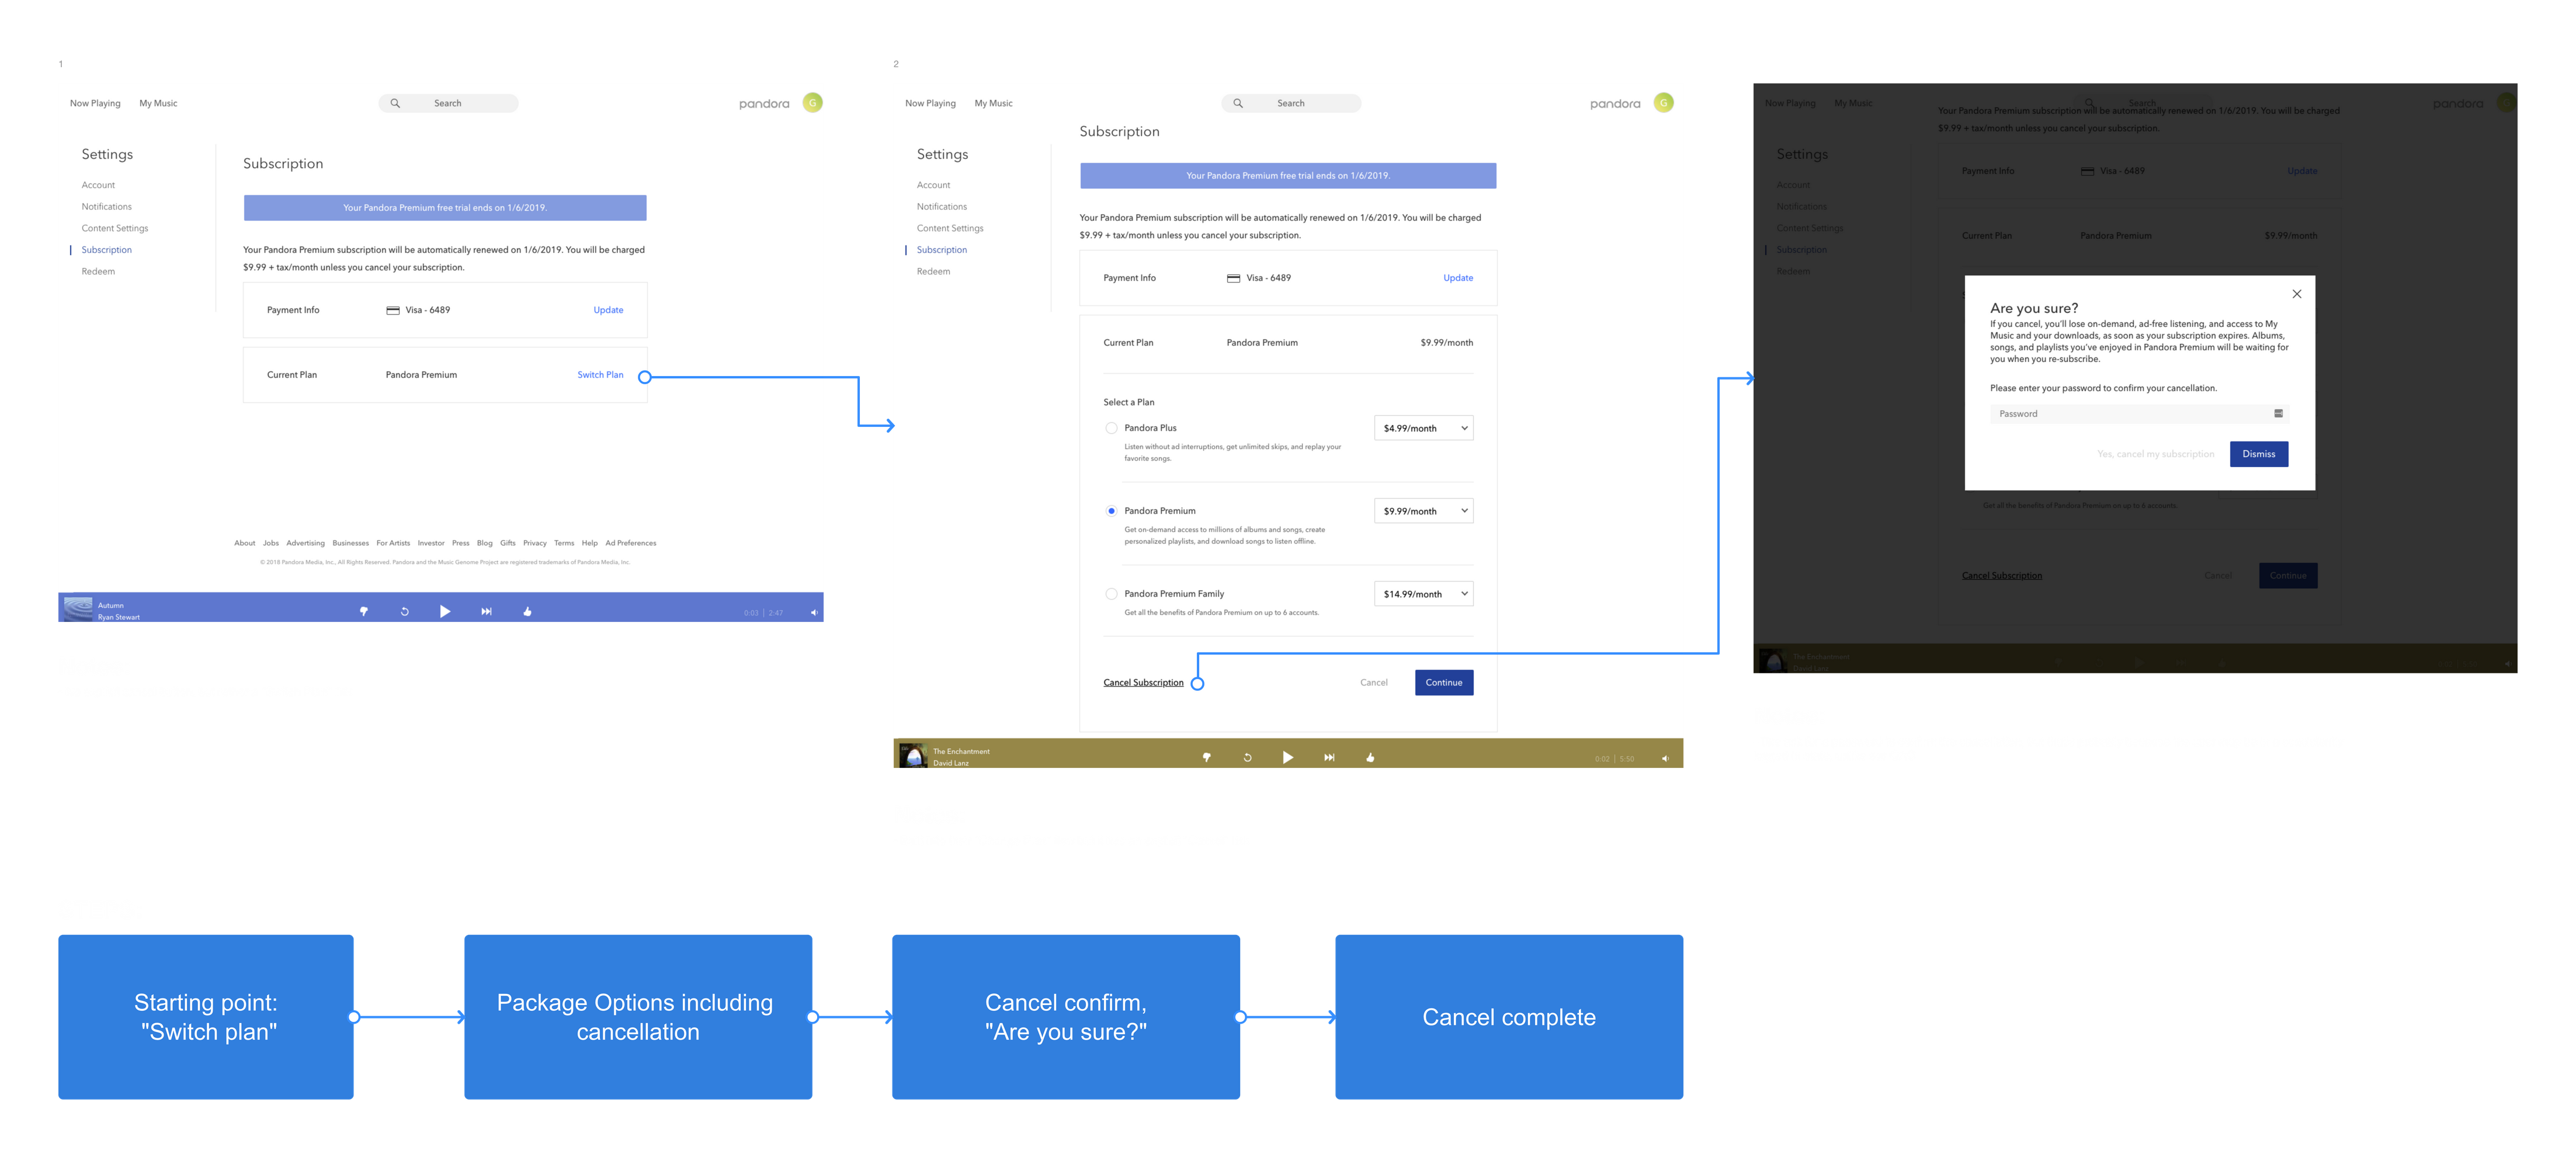 1
Now Playing My Music
Search
pandora G
Settings
Account
Notifications
Content Settings
Subscription
Redeem
Subscription
Your Pandora Premium free trial ends on 1/6/2019.
Your Pandora Premium subscription will be automatically renewed on 1/6/2019. You will be charged
$9.99 + tax/month unless you cancel your subscription.
Payment Info Visa - 6489 Update
Current Plan Pandora Premium Switch Plan
About Jobs Advertising Businesses For Artists Investor Press Blog Gifts Privacy Terms Help Ad Preferences
© 2018 Pandora Media, Inc., All Rights Reserved. Pandora and the Music Genome Project are registered trademarks of Pandora Media, Inc.
Autumn
Ryan Stewart
0:03 | 2:47
2
Now Playing My Music
Search
pandora G
Settings
Account
Notifications
Content Settings
Subscription
Redeem
Subscription
Your Pandora Premium free trial ends on 1/6/2019.
Your Pandora Premium subscription will be automatically renewed on 1/6/2019. You will be charged
$9.99 + tax/month unless you cancel your subscription.
Payment Info Visa - 6489 Update
Current Plan Pandora Premium $9.99/month
Select a Plan
Pandora Plus $4.99/month
Listen without ad interruptions, get unlimited skips, and replay your
favorite songs.
Pandora Premium $9.99/month
Get on-demand access to millions of albums and songs, create
personalized playlists, and download songs to listen offline.
Pandora Premium Family $14.99/month
Get all the benefits of Pandora Premium on up to 6 accounts.
Cancel Subscription Cancel Continue
The Enchantment
David Lanz
0:02 | 5:50
Now Playing My Music
Search
pandora
Your Pandora Premium subscription will be automatically renewed on 1/6/2019. You will be charged
$9.99 + tax/month unless you cancel your subscription.
Settings
Account
Notifications
Content Settings
Subscription
Redeem
Payment Info Visa - 6489 Update
Current Plan Pandora Premium $9.99/month
Are you sure?
If you cancel, you'll lose on-demand, ad-free listening, and access to My
Music and your downloads, as soon as your subscription expires. Albums,
songs, and playlists you've enjoyed in Pandora Premium will be waiting for
you when you re-subscribe.
Please enter your password to confirm your cancellation.
Password
Yes, cancel my subscription Dismiss
Get all the benefits of Pandora Premium on up to 6 accounts.
Cancel Subscription Cancel Continue
The Enchantment
David Lanz
Starting point:
"Switch plan"
Package Options including
cancellation
Cancel confirm,
"Are you sure?"
Cancel complete